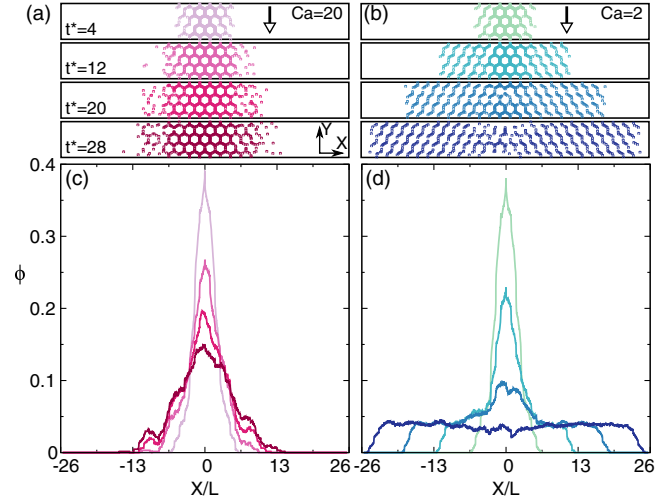 (a) Ca=20
t*=4
t*=12
t*=20
t*=28 Y X
(b) Ca=2
(c)
(d)
0.4
0.3
0.2
0.1
0
ϕ
-26 -13 0 13 26
X/L
-26 -13 0 13 26
X/L